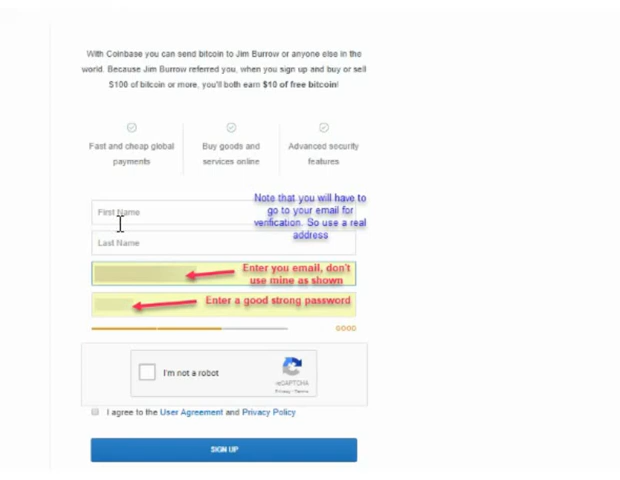 With Coinbase you can send bitcoin to Jim Burrow or anyone else in the
world. Because Jim Burrow referred you, when you sign up and buy or sell
$100 of bitcoin or more, you'll both earn $10 of free bitcoin!
Fast and cheap global
payments
Buy goods and
services online
Advanced security
features
First Name
Note that you will have to
go to your email for
verification. So use a real
address
Last Name
Enter you email, don't
use mine as shown
Enter a good strong password
GOOD
I'm not a robot
reCAPTCHA
Privacy - Terms
I agree to the User Agreement and Privacy Policy
SIGN UP